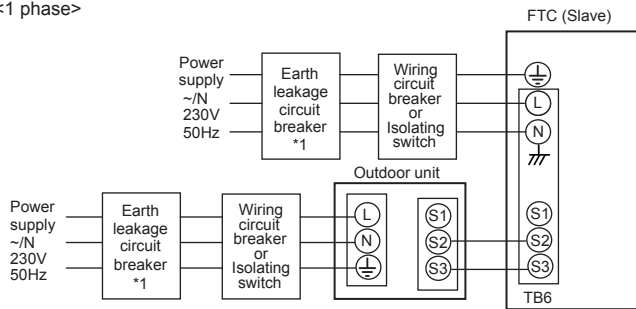 <1 phase>
FTC (Slave)
Power
supply
~/N
230V
50Hz
Earth
leakage
circuit
breaker
*1
Wiring
circuit
breaker
or
Isolating
switch
L
N
Outdoor unit
Power
supply
~/N
230V
50Hz
Earth
leakage
circuit
breaker
*1
Wiring
circuit
breaker
or
Isolating
switch
L
N
S1
S2
S3
S1
S2
S3
TB6